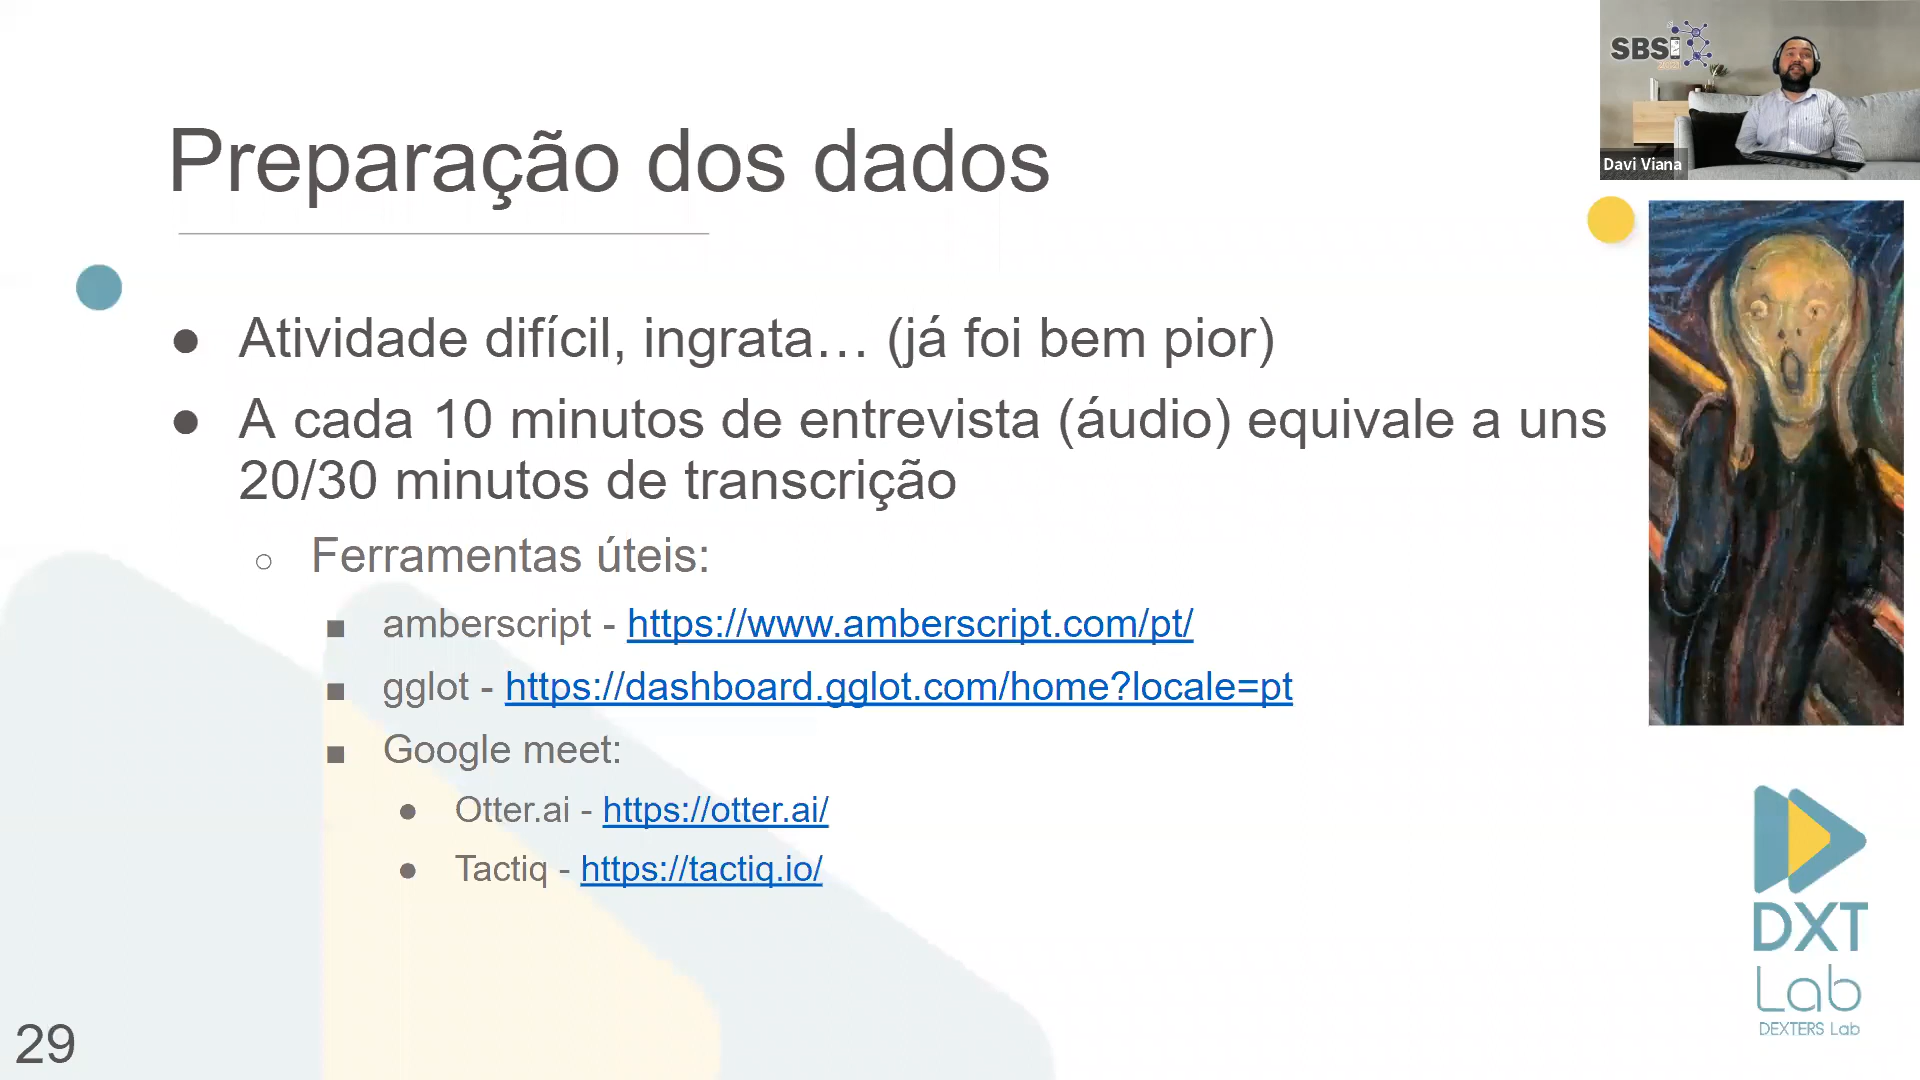 SBSI
Davi Viana
Preparação dos dados
● Atividade difícil, ingrata… (já foi bem pior)
● A cada 10 minutos de entrevista (áudio) equivale a uns
20/30 minutos de transcrição
○ Ferramentas úteis:
■ amberscript - https://www.amberscript.com/pt/
■ gglot - https://dashboard.gglot.com/home?locale=pt
■ Google meet:
● Otter.ai - https://otter.ai/
● Tactiq - https://tactiq.io/
DXT
Lab
DEXTERS Lab
29